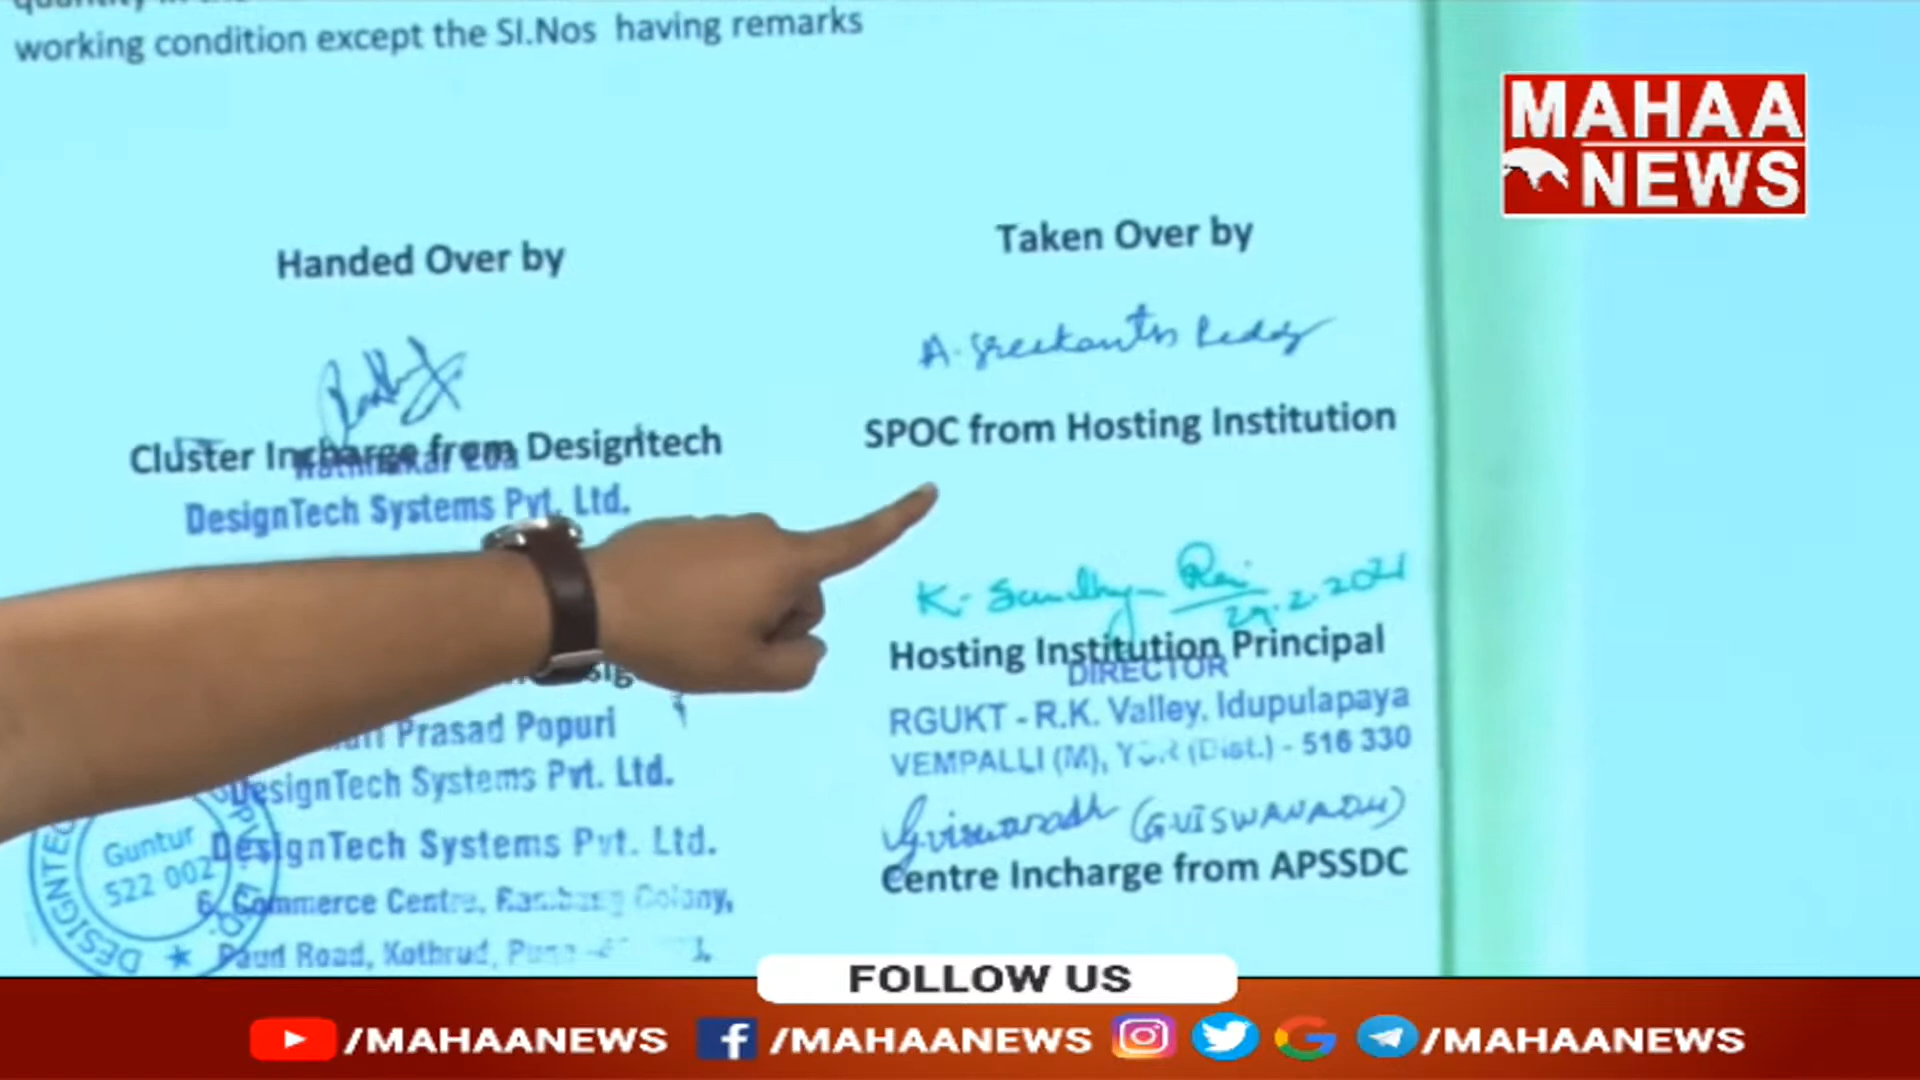 working condition except the Sl.Nos having remarks
MAHAA
NEWS
Handed Over by
Taken Over by
A. Sreekanth Reddy
Cluster Incharge from Designtech
SPOC from Hosting Institution
DesignTech Systems Pvt. Ltd.
K. Sandhya Rani
29.2.2021
Hosting Institution Principal
DIRECTOR
Prasad Popuri
RGUKT - R.K. Valley, Idupulapaya
DesignTech Systems Pvt. Ltd.
VEMPALLI (M), (Dist.) - 516 330
G.Viswanadh (G.VISWANADH)
Guntur
522 002
DesignTech Systems Pvt. Ltd.
Centre Incharge from APSSDC
Commerce Centre, Colony,
Paud Road, Kothrud,
FOLLOW US
/MAHAANEWS /MAHAANEWS /MAHAANEWS